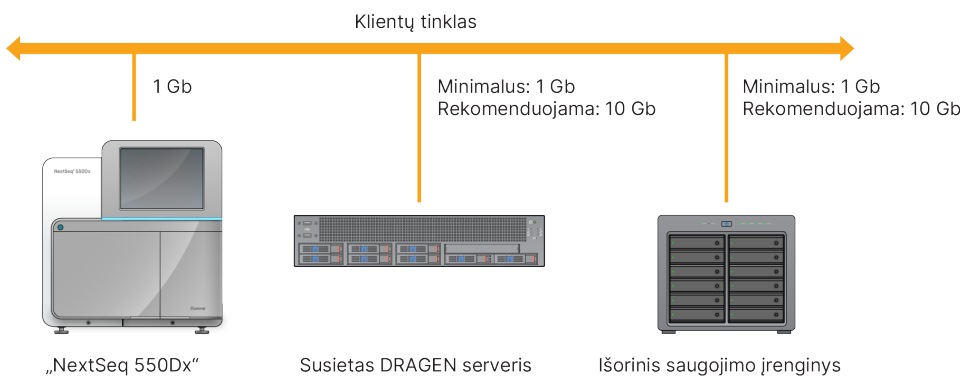 Klientų tinklas
1 Gb
Minimalus: 1 Gb
Rekomenduojama: 10 Gb
Minimalus: 1 Gb
Rekomenduojama: 10 Gb
NextSeq® 550Dx
illumina®
„NextSeq 550Dx“
Susietas DRAGEN serveris
Išorinis saugojimo įrenginys